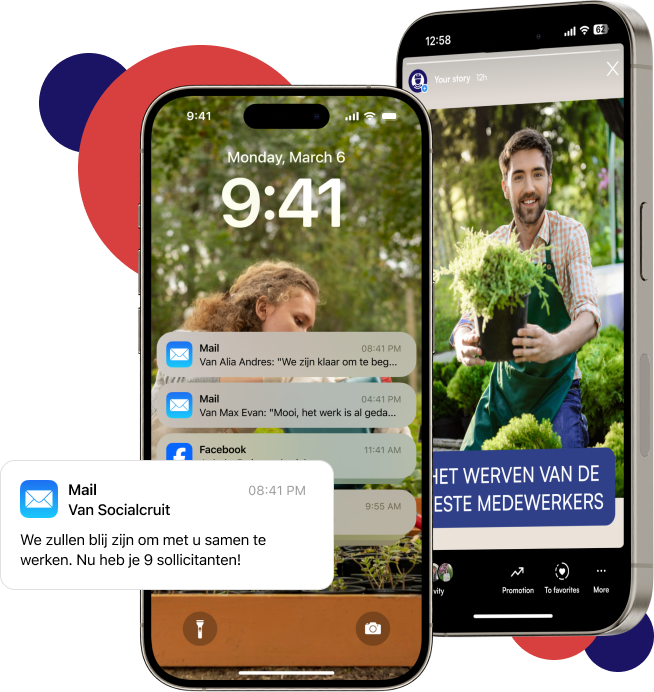 12:58
62
Your story 12h
9:41
Monday, March 6
9:41
Mail 08:41 PM
Van Alia Andres: "We zijn klaar om te beg...
Mail 04:41 PM
Van Max Evan: "Mooi, het werk is al geda...
Facebook 11:41 AM
9:55 AM
Mail 08:41 PM
Van Socialcruit
We zullen blij zijn om met u samen te
werken. Nu heb je 9 sollicitanten!
HET WERVEN VAN DE
ESTE MEDEWERKERS
vity
Promotion
To favorites
More